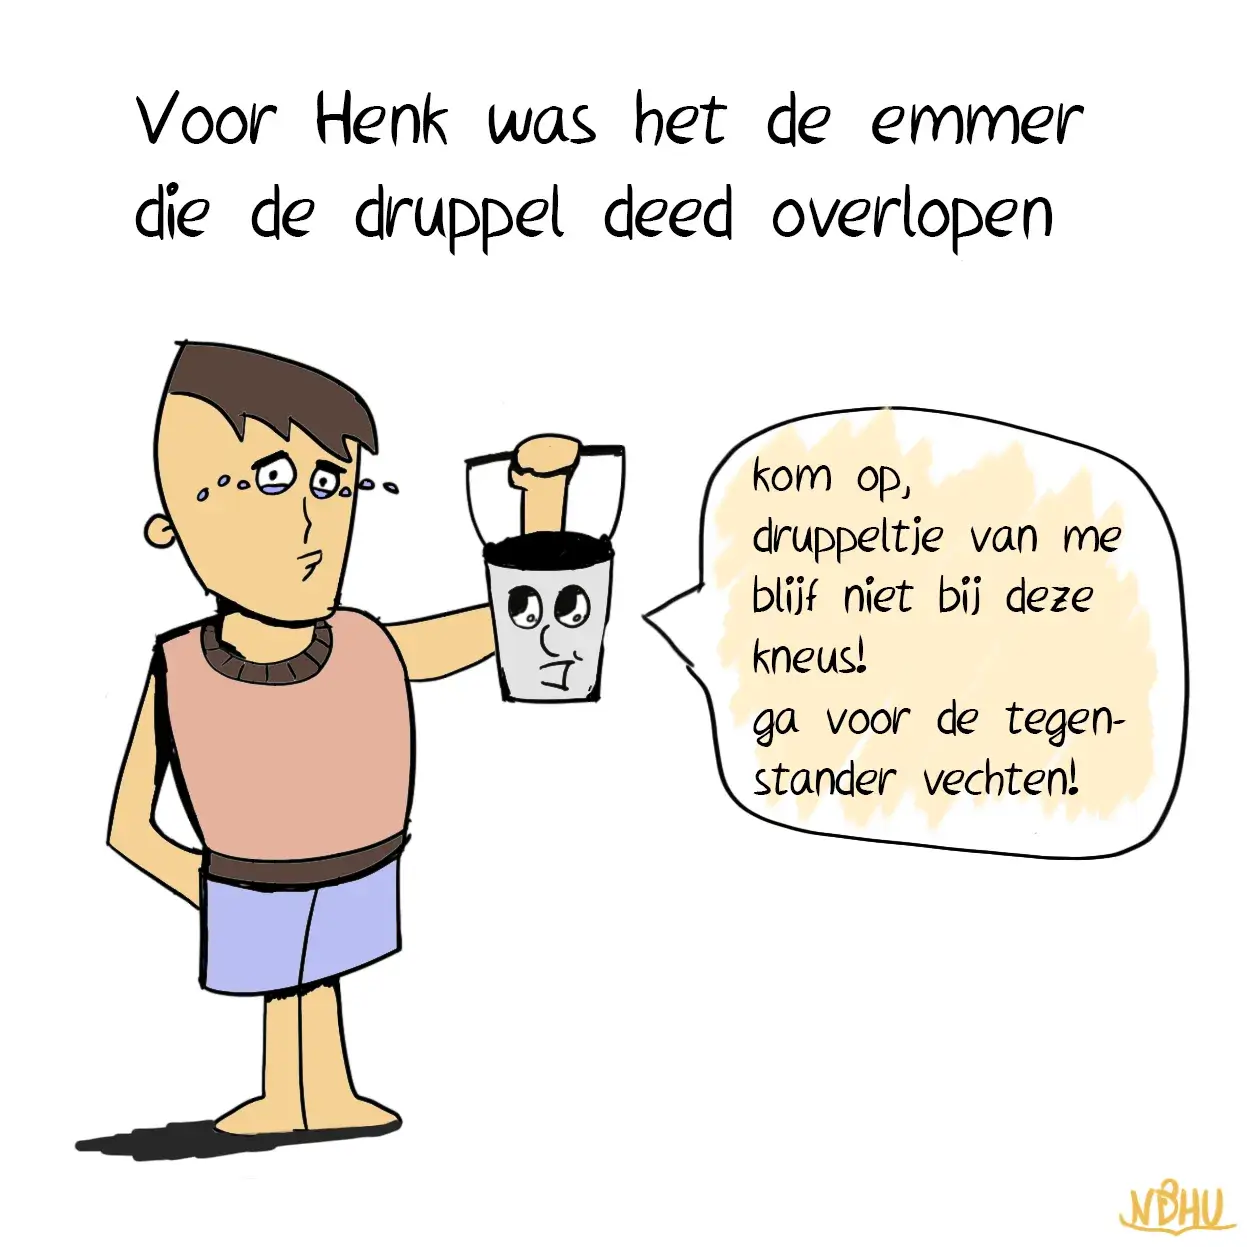 Voor Henk was het de emmer
die de druppel deed overlopen
kom op,
druppeltje van me
blijf niet bij deze
kneus!
ga voor de tegen-
stander vechten!
NBHU